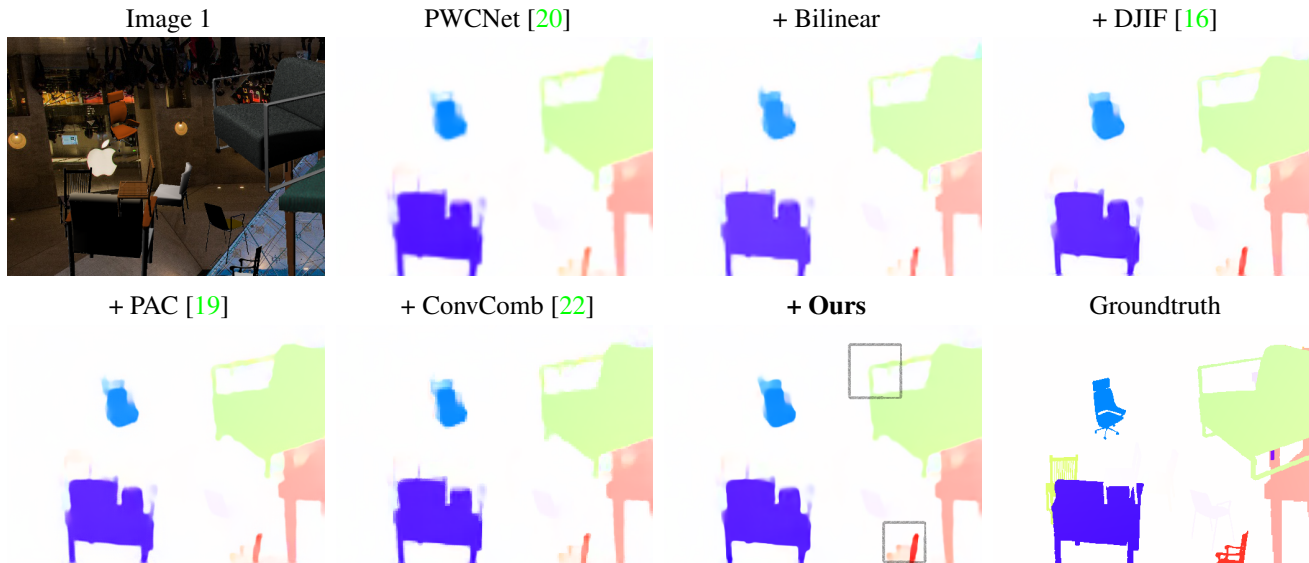 Image 1
PWCNet [20]
+ Bilinear
+ DJIF [16]
+ PAC [19]
+ ConvComb [22]
+ Ours
Groundtruth